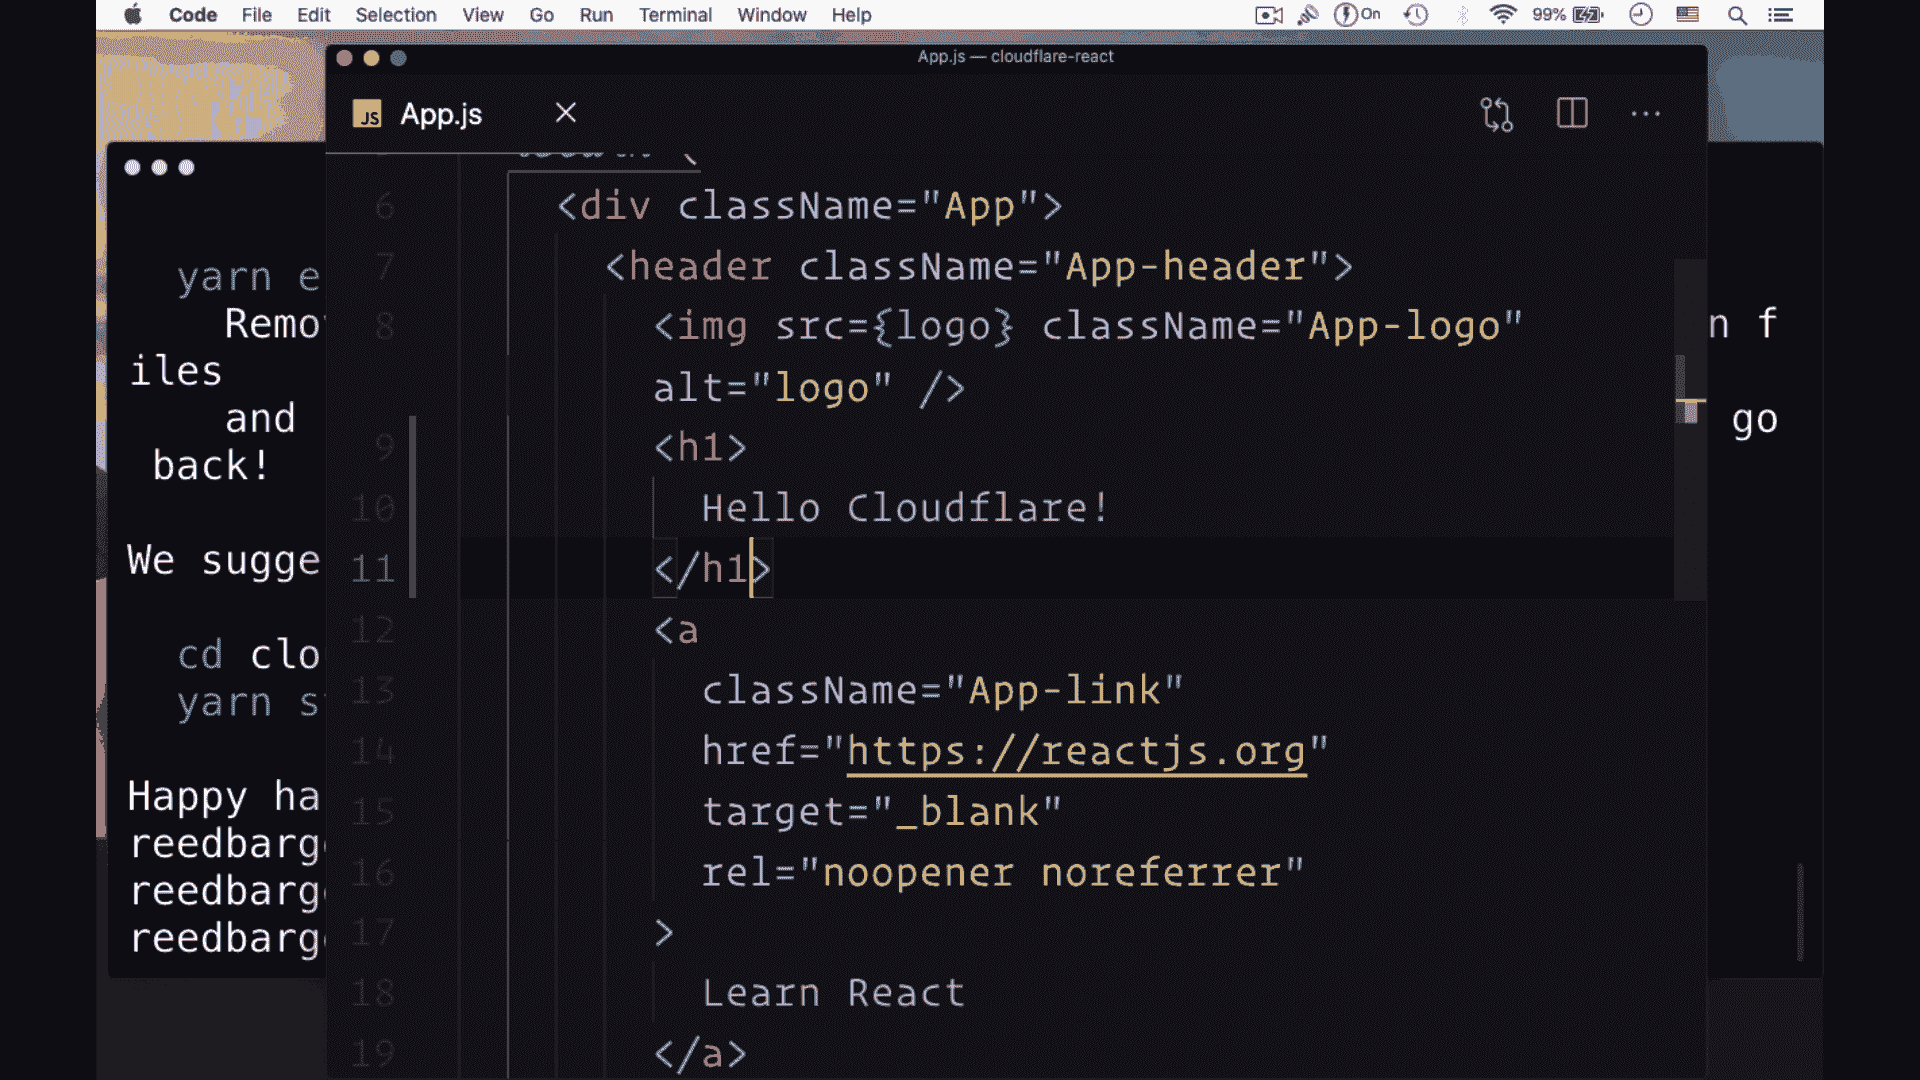 Code File Edit Selection View Go Run Terminal Window Help On 99%
App.js — cloudflare-react
JS App.js
6 <div className="App">
7 <header className="App-header">
8 <img src={logo} className="App-logo"
alt="logo" />
9 <h1>
10 Hello Cloudflare!
11 </h1>
12 <a
13 className="App-link"
14 href="https://reactjs.org"
15 target="_blank"
16 rel="noopener noreferrer"
17 >
18 Learn React
19 </a>
yarn e
Remo
n f
iles
and
go
back!
We sugge
cd clo
yarn s
Happy ha
reedbarg
reedbarg
reedbarg